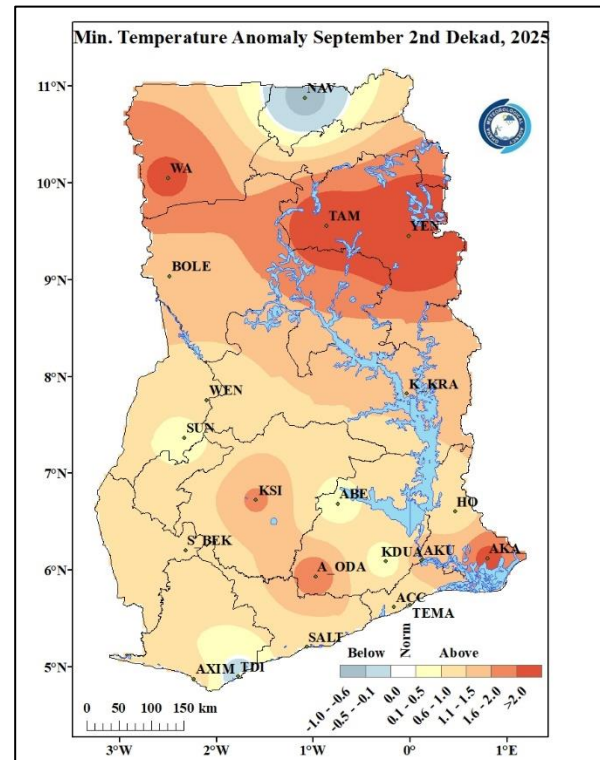 Min. Temperature Anomaly September 2nd Dekad, 2025
11°N
NAV
10°N
WA
TAM
YEN
BOLE
9°N
8°N
K_KRA
WEN
SUN
7°N
KSI
ABE
HO
S_BEK
6°N
A_ODA
KDUA
AKU
AKA
ACC
TEMA
SALT
5°N
AXIM
TDI
Below
Norm
Above
-1.0 - -0.6
-0.5 - -0.1
0.0
0.1 - 0.5
0.6 - 1.0
1.1 - 1.5
1.6 - 2.0
>2.0
0 50 100 150 km
3°W
2°W
1°W
0°
1°E